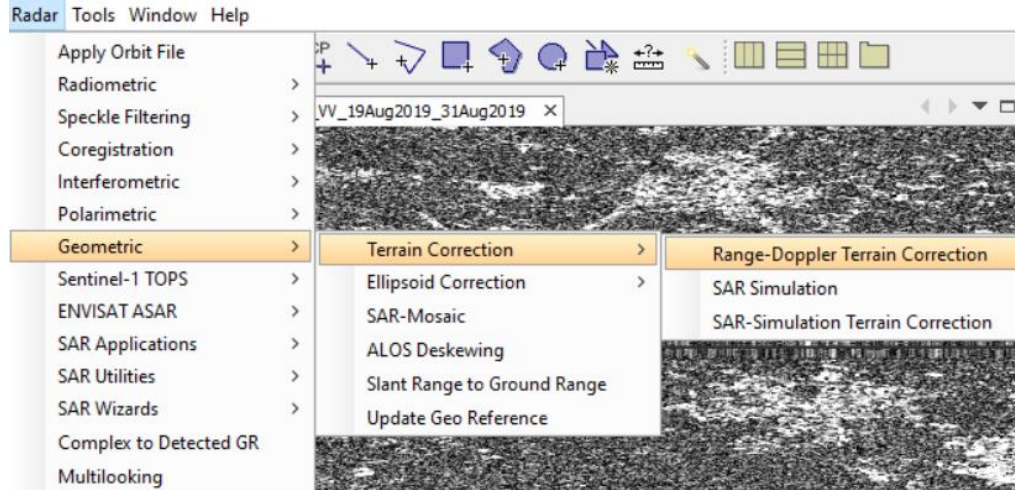 Radar Tools Window Help
Apply Orbit File
Radiometric
Speckle Filtering
Coregistration
Interferometric
Polarimetric
Geometric
Sentinel-1 TOPS
ENVISAT ASAR
SAR Applications
SAR Utilities
SAR Wizards
Complex to Detected GR
Multilooking
_VV_19Aug2019_31Aug2019
Terrain Correction
Ellipsoid Correction
SAR-Mosaic
ALOS Deskewing
Slant Range to Ground Range
Update Geo Reference
Range-Doppler Terrain Correction
SAR Simulation
SAR-Simulation Terrain Correction